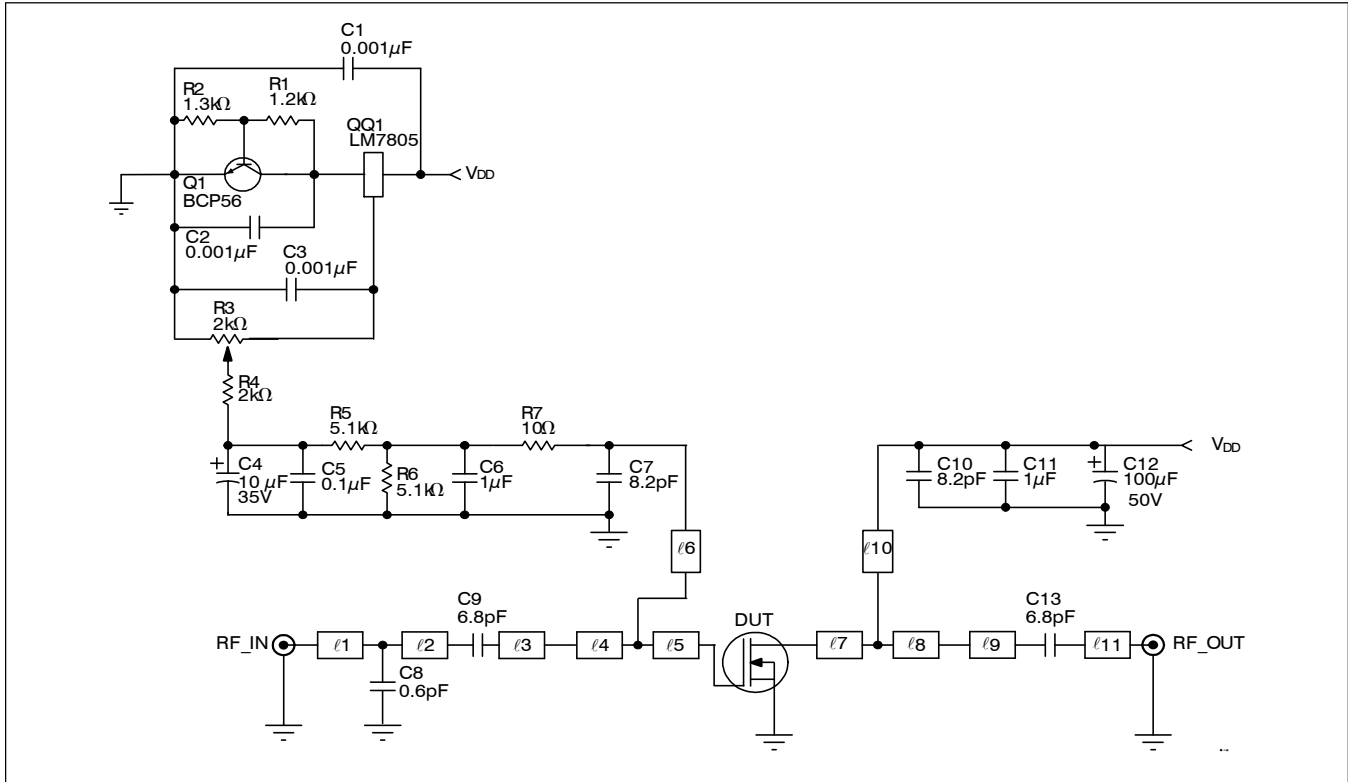 C1
0.001μF
R2
1.3kΩ
R1
1.2kΩ
QQ1
LM7805
VDD
Q1
BCP56
C2
0.001μF
C3
0.001μF
R3
2kΩ
R4
2kΩ
R5
5.1kΩ
R7
10Ω
C4
10 μF
35V
C5
0.1μF
R6
5.1kΩ
C6
1μF
C7
8.2pF
VDD
C10
8.2pF
C11
1μF
C12
100μF
50V
ℓ6
ℓ10
C9
6.8pF
DUT
C13
6.8pF
RF_IN
ℓ1
ℓ2
ℓ3
ℓ4
ℓ5
ℓ7
ℓ8
ℓ9
ℓ11
RF_OUT
C8
0.6pF